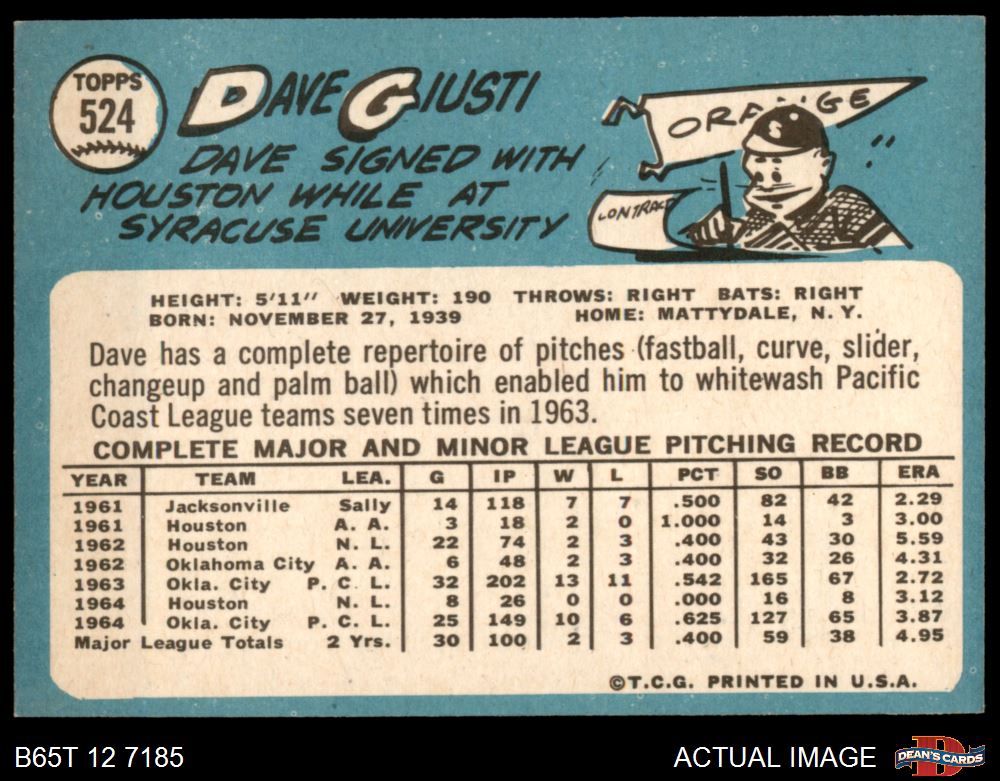 TOPPS
524
DAVE GIUSTI
DAVE SIGNED WITH
HOUSTON WHILE AT
SYRACUSE UNIVERSITY
ORANGE
S
CONTRACT
HEIGHT: 5'11" WEIGHT: 190 THROWS: RIGHT BATS: RIGHT
BORN: NOVEMBER 27, 1939 HOME: MATTYDALE, N. Y.
Dave has a complete repertoire of pitches (fastball, curve, slider,
changeup and palm ball) which enabled him to whitewash Pacific
Coast League teams seven times in 1963.
COMPLETE MAJOR AND MINOR LEAGUE PITCHING RECORD
YEAR TEAM LEA. G IP W L PCT SO BB ERA
1961 Jacksonville Sally 14 118 7 7 .500 82 42 2.29
1961 Houston A. A. 3 18 2 0 1.000 14 3 3.00
1962 Houston N. L. 22 74 2 3 .400 43 30 5.59
1962 Oklahoma City A. A. 6 48 2 3 .400 32 26 4.31
1963 Okla. City P. C. L. 32 202 13 11 .542 165 67 2.72
1964 Houston N. L. 8 26 0 0 .000 16 8 3.12
1964 Okla. City P. C. L. 25 149 10 6 .625 127 65 3.87
Major League Totals 2 Yrs. 30 100 2 3 .400 59 38 4.95
©T.C.G. PRINTED IN U.S.A.
B65T 12 7185
ACTUAL IMAGE
DEAN'S CARDS